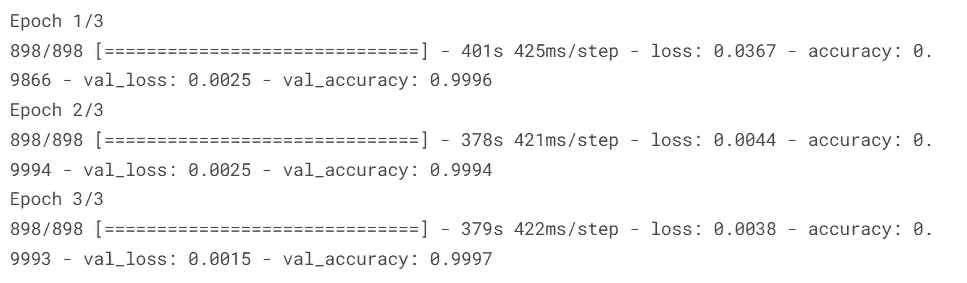 Epoch 1/3
898/898 [==============================] - 401s 425ms/step - loss: 0.0367 - accuracy: 0.
9866 - val_loss: 0.0025 - val_accuracy: 0.9996
Epoch 2/3
898/898 [==============================] - 378s 421ms/step - loss: 0.0044 - accuracy: 0.
9994 - val_loss: 0.0025 - val_accuracy: 0.9994
Epoch 3/3
898/898 [==============================] - 379s 422ms/step - loss: 0.0038 - accuracy: 0.
9993 - val_loss: 0.0015 - val_accuracy: 0.9997